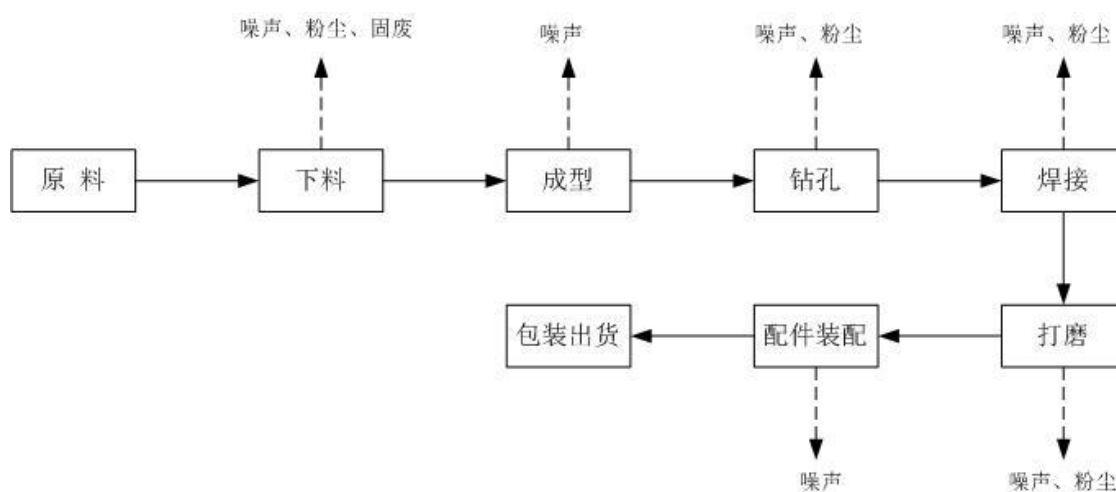 噪声、粉尘、固废
噪声
噪声、粉尘
噪声、粉尘
原 料
下料
成型
钻孔
焊接
包装出货
配件装配
打磨
噪声
噪声、粉尘